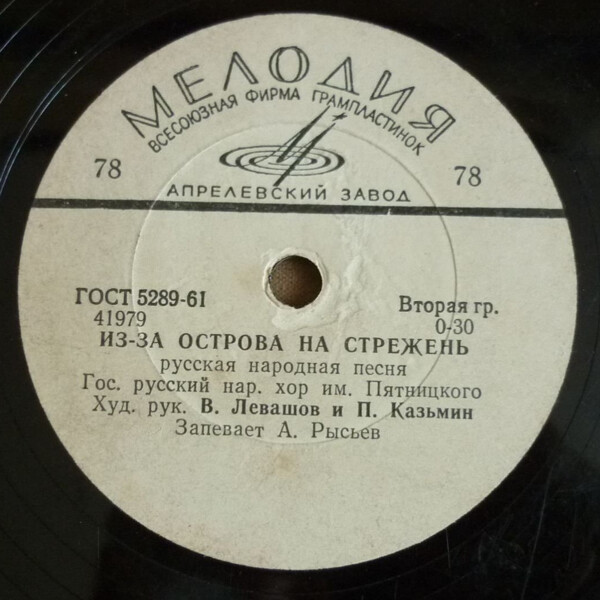 МЕЛОДИЯ
ВСЕСОЮЗНАЯ ФИРМА ГРАМПЛАСТИНОК
78 78
АПРЕЛЕВСКИЙ ЗАВОД
ГОСТ 5289-61 Вторая гр.
41979 0-30
ИЗ-ЗА ОСТРОВА НА СТРЕЖЕНЬ
русская народная песня
Гос. русский нар. хор им. Пятницкого
Худ. рук. В. Левашов и П. Казьмин
Запевает А. Рысьев